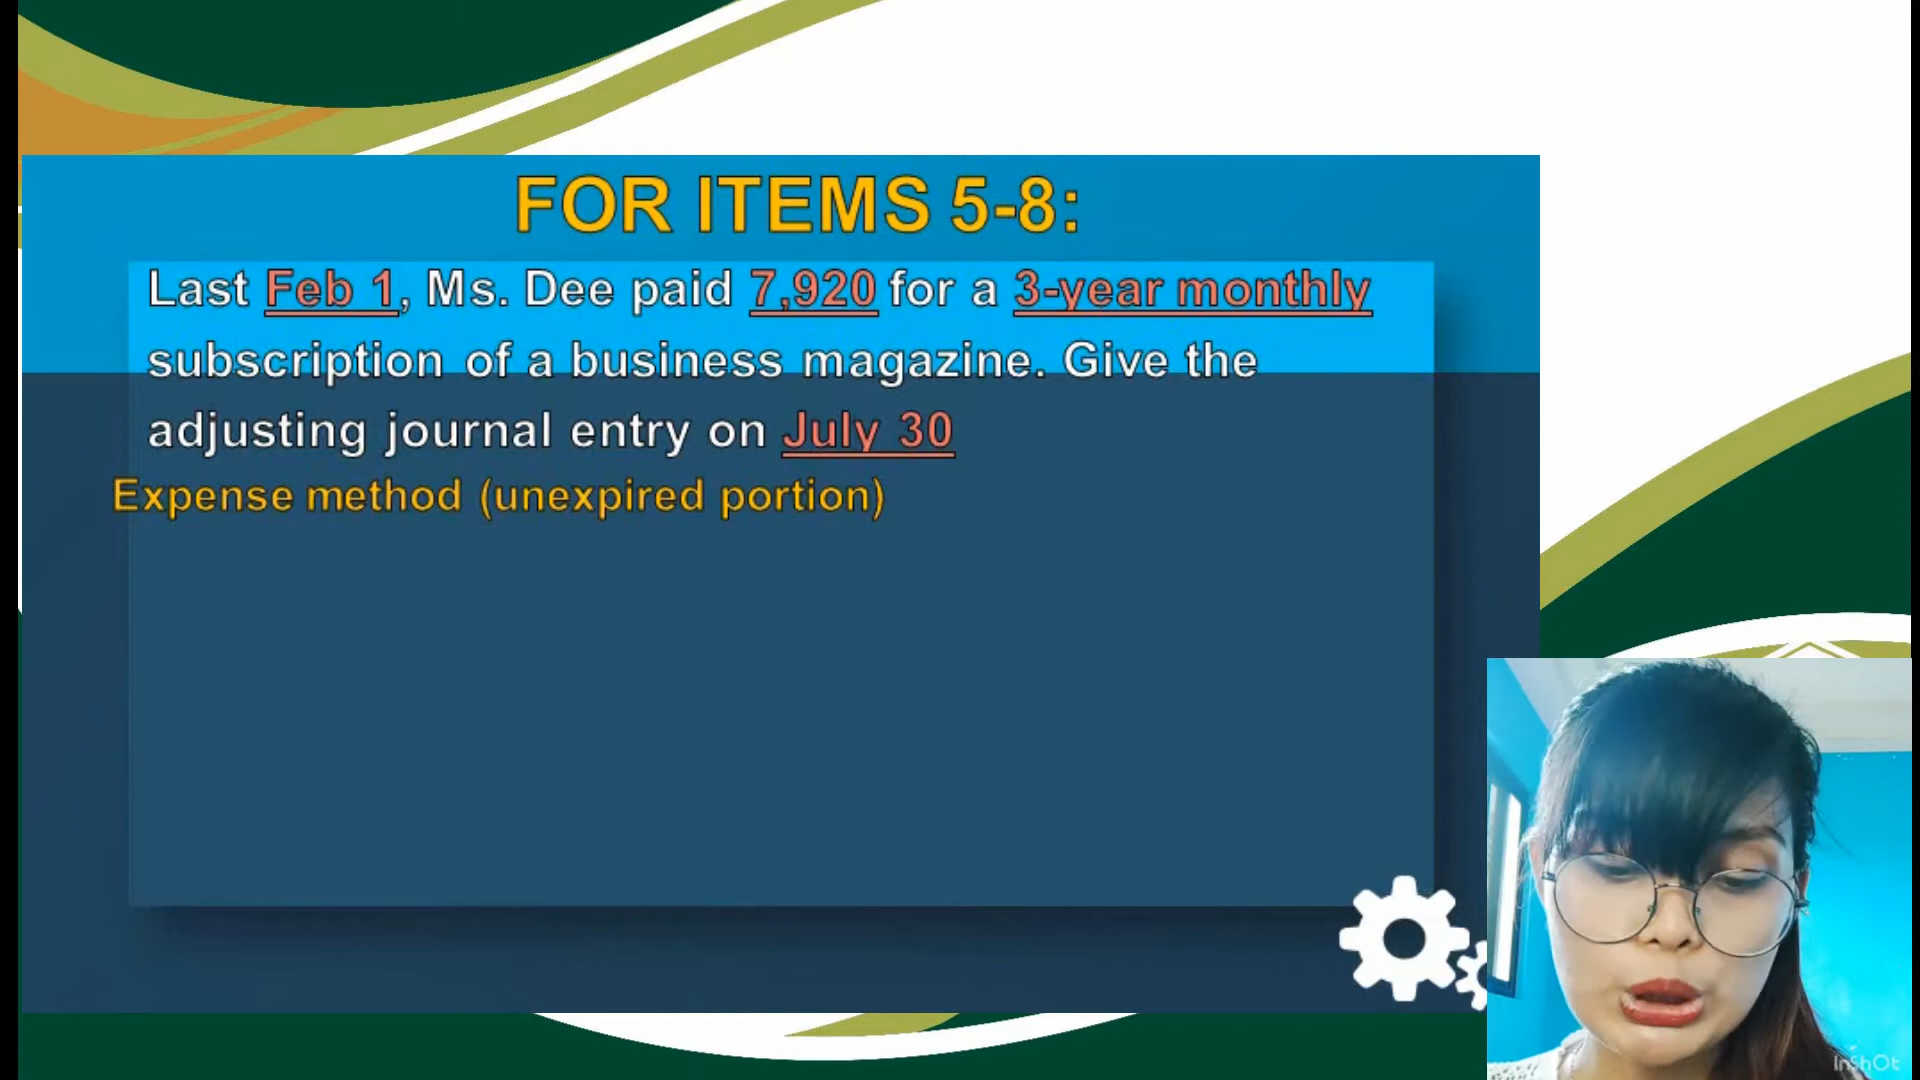 FOR ITEMS 5-8:
Last Feb 1, Ms. Dee paid 7,920 for a 3-year monthly
subscription of a business magazine. Give the
adjusting journal entry on July 30
Expense method (unexpired portion)
InShOt